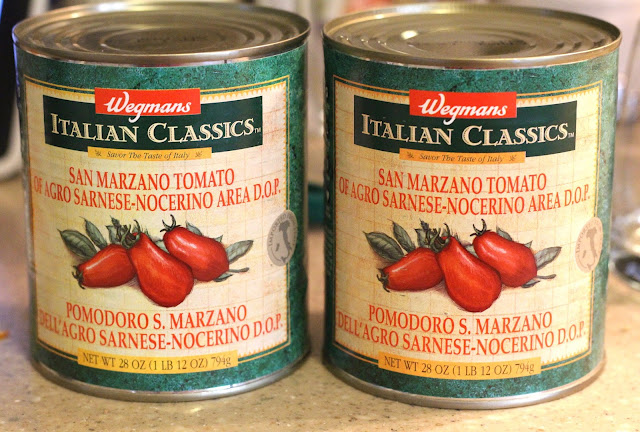 Wegmans
ITALIAN CLASSICS™
Savor The Taste of Italy
SAN MARZANO TOMATO
OF AGRO SARNESE-NOCERINO AREA D.O.P.
POMODORO S. MARZANO
DELL'AGRO SARNESE-NOCERINO D.O.P.
NET WT 28 OZ (1 LB 12 OZ) 794g
Wegmans
ITALIAN CLASSICS™
Savor The Taste of Italy
SAN MARZANO TOMATO
OF AGRO SARNESE-NOCERINO AREA D.O.P.
POMODORO S. MARZANO
DELL'AGRO SARNESE-NOCERINO D.O.P.
NET WT 28 OZ (1 LB 12 OZ) 794g